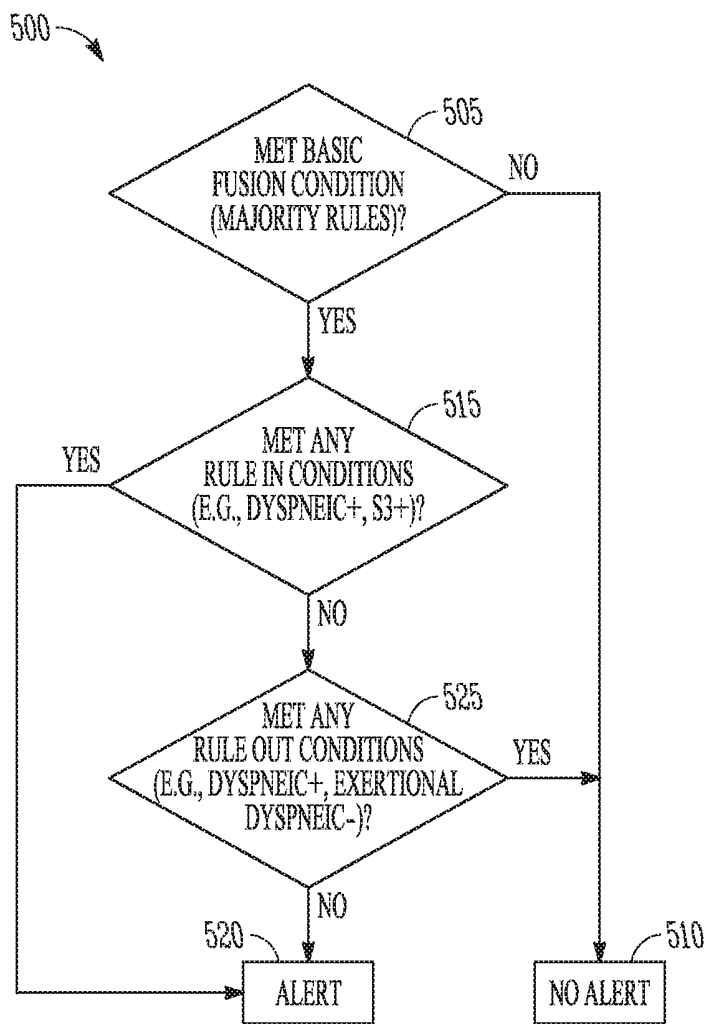 500
505
MET BASIC
FUSION CONDITION
(MAJORITY RULES)?
NO
YES
515
MET ANY
RULE IN CONDITIONS
(E.G., DYSPNEIC+, S3+)?
YES
NO
525
MET ANY
RULE OUT CONDITIONS
(E.G., DYSPNEIC+, EXERTIONAL
DYSPNEIC-)?
YES
NO
520
ALERT
510
NO ALERT